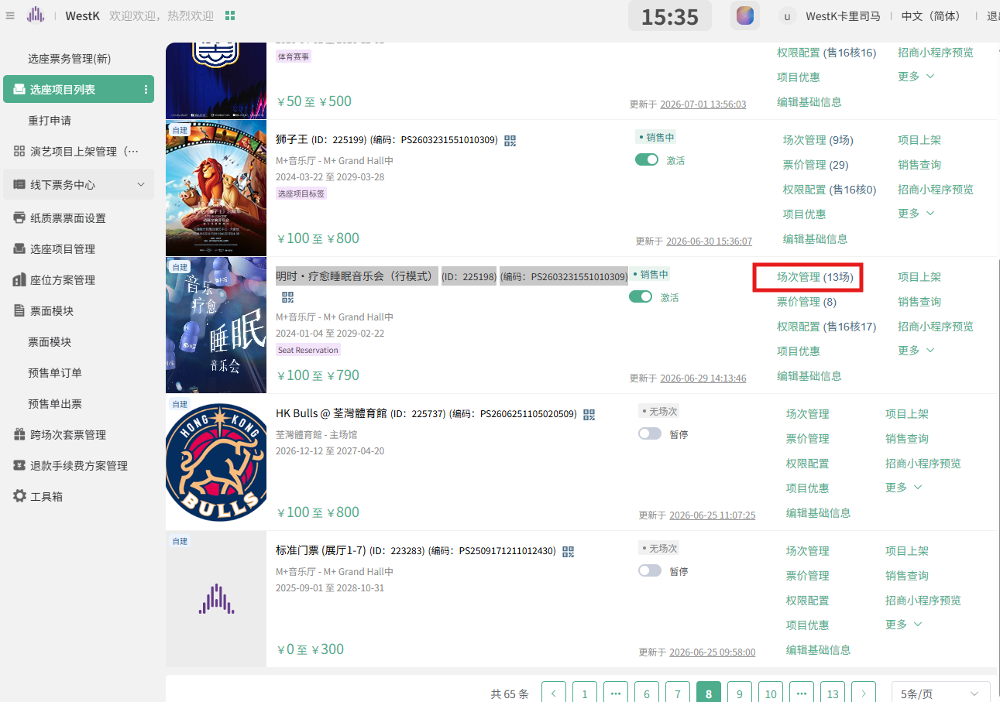 WestK 欢迎欢迎，热烈欢迎
15:35
u WestK卡里司马 中文（简体）
选座票务管理(新)
选座项目列表
重打申请
演艺项目上架管理（…
线下票务中心
纸质票票面设置
选座项目管理
座位方案管理
票面模块
票面模块
预售单订单
预售单出票
跨场次套票管理
退款手续费方案管理
工具箱
体育赛事
￥50 至 ￥500
更新于 2026-07-01 13:56:03
权限配置 (售16核16) 招商小程序预览
项目优惠 更多
编辑基础信息
自建
狮子王 (ID：225199) (编码：PS2603231551010309)
M+音乐厅 - M+ Grand Hall中
2024-03-22 至 2029-03-28
选座项目标签
￥100 至 ￥800
销售中
激活
更新于 2026-06-30 15:36:07
场次管理 (9场) 项目上架
票价管理 (29) 销售查询
权限配置 (售16核0) 招商小程序预览
项目优惠 更多
编辑基础信息
自建
音乐
疗愈
睡眠
音乐会
明时・疗愈睡眠音乐会（行模式） (ID：225198) (编码：PS2603231551010309)
M+音乐厅 - M+ Grand Hall中
2024-01-04 至 2029-02-22
Seat Reservation
￥100 至 ￥790
销售中
激活
更新于 2026-06-29 14:13:46
场次管理 (13场) 项目上架
票价管理 (8) 销售查询
权限配置 (售16核17) 招商小程序预览
项目优惠 更多
编辑基础信息
自建
HONG KONG
BULLS
HK Bulls @ 荃灣體育館 (ID：225737) (编码：PS2606251105020509)
荃灣體育館 - 主场馆
2026-12-12 至 2027-04-20
￥100 至 ￥800
无场次
暂停
更新于 2026-06-25 11:07:25
场次管理 项目上架
票价管理 销售查询
权限配置 招商小程序预览
项目优惠 更多
编辑基础信息
自建
标准门票 (展厅1-7) (ID：223283) (编码：PS2509171211012430)
M+音乐厅 - M+ Grand Hall中
2025-09-01 至 2028-10-31
￥0 至 ￥300
无场次
暂停
更新于 2026-06-25 09:58:00
场次管理 项目上架
票价管理 销售查询
权限配置 招商小程序预览
项目优惠 更多
编辑基础信息
共 65 条 1 ••• 6 7 8 9 10 ••• 13 5条/页